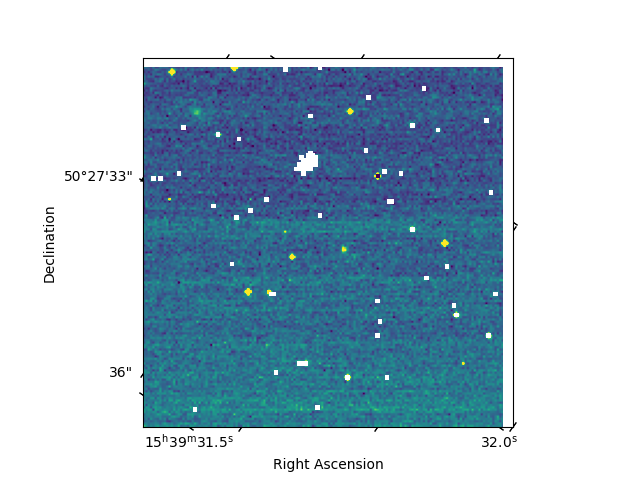 50°27'33"
Declination
36"
15ʰ39ᵐ31.5ˢ
32.0ˢ
Right Ascension